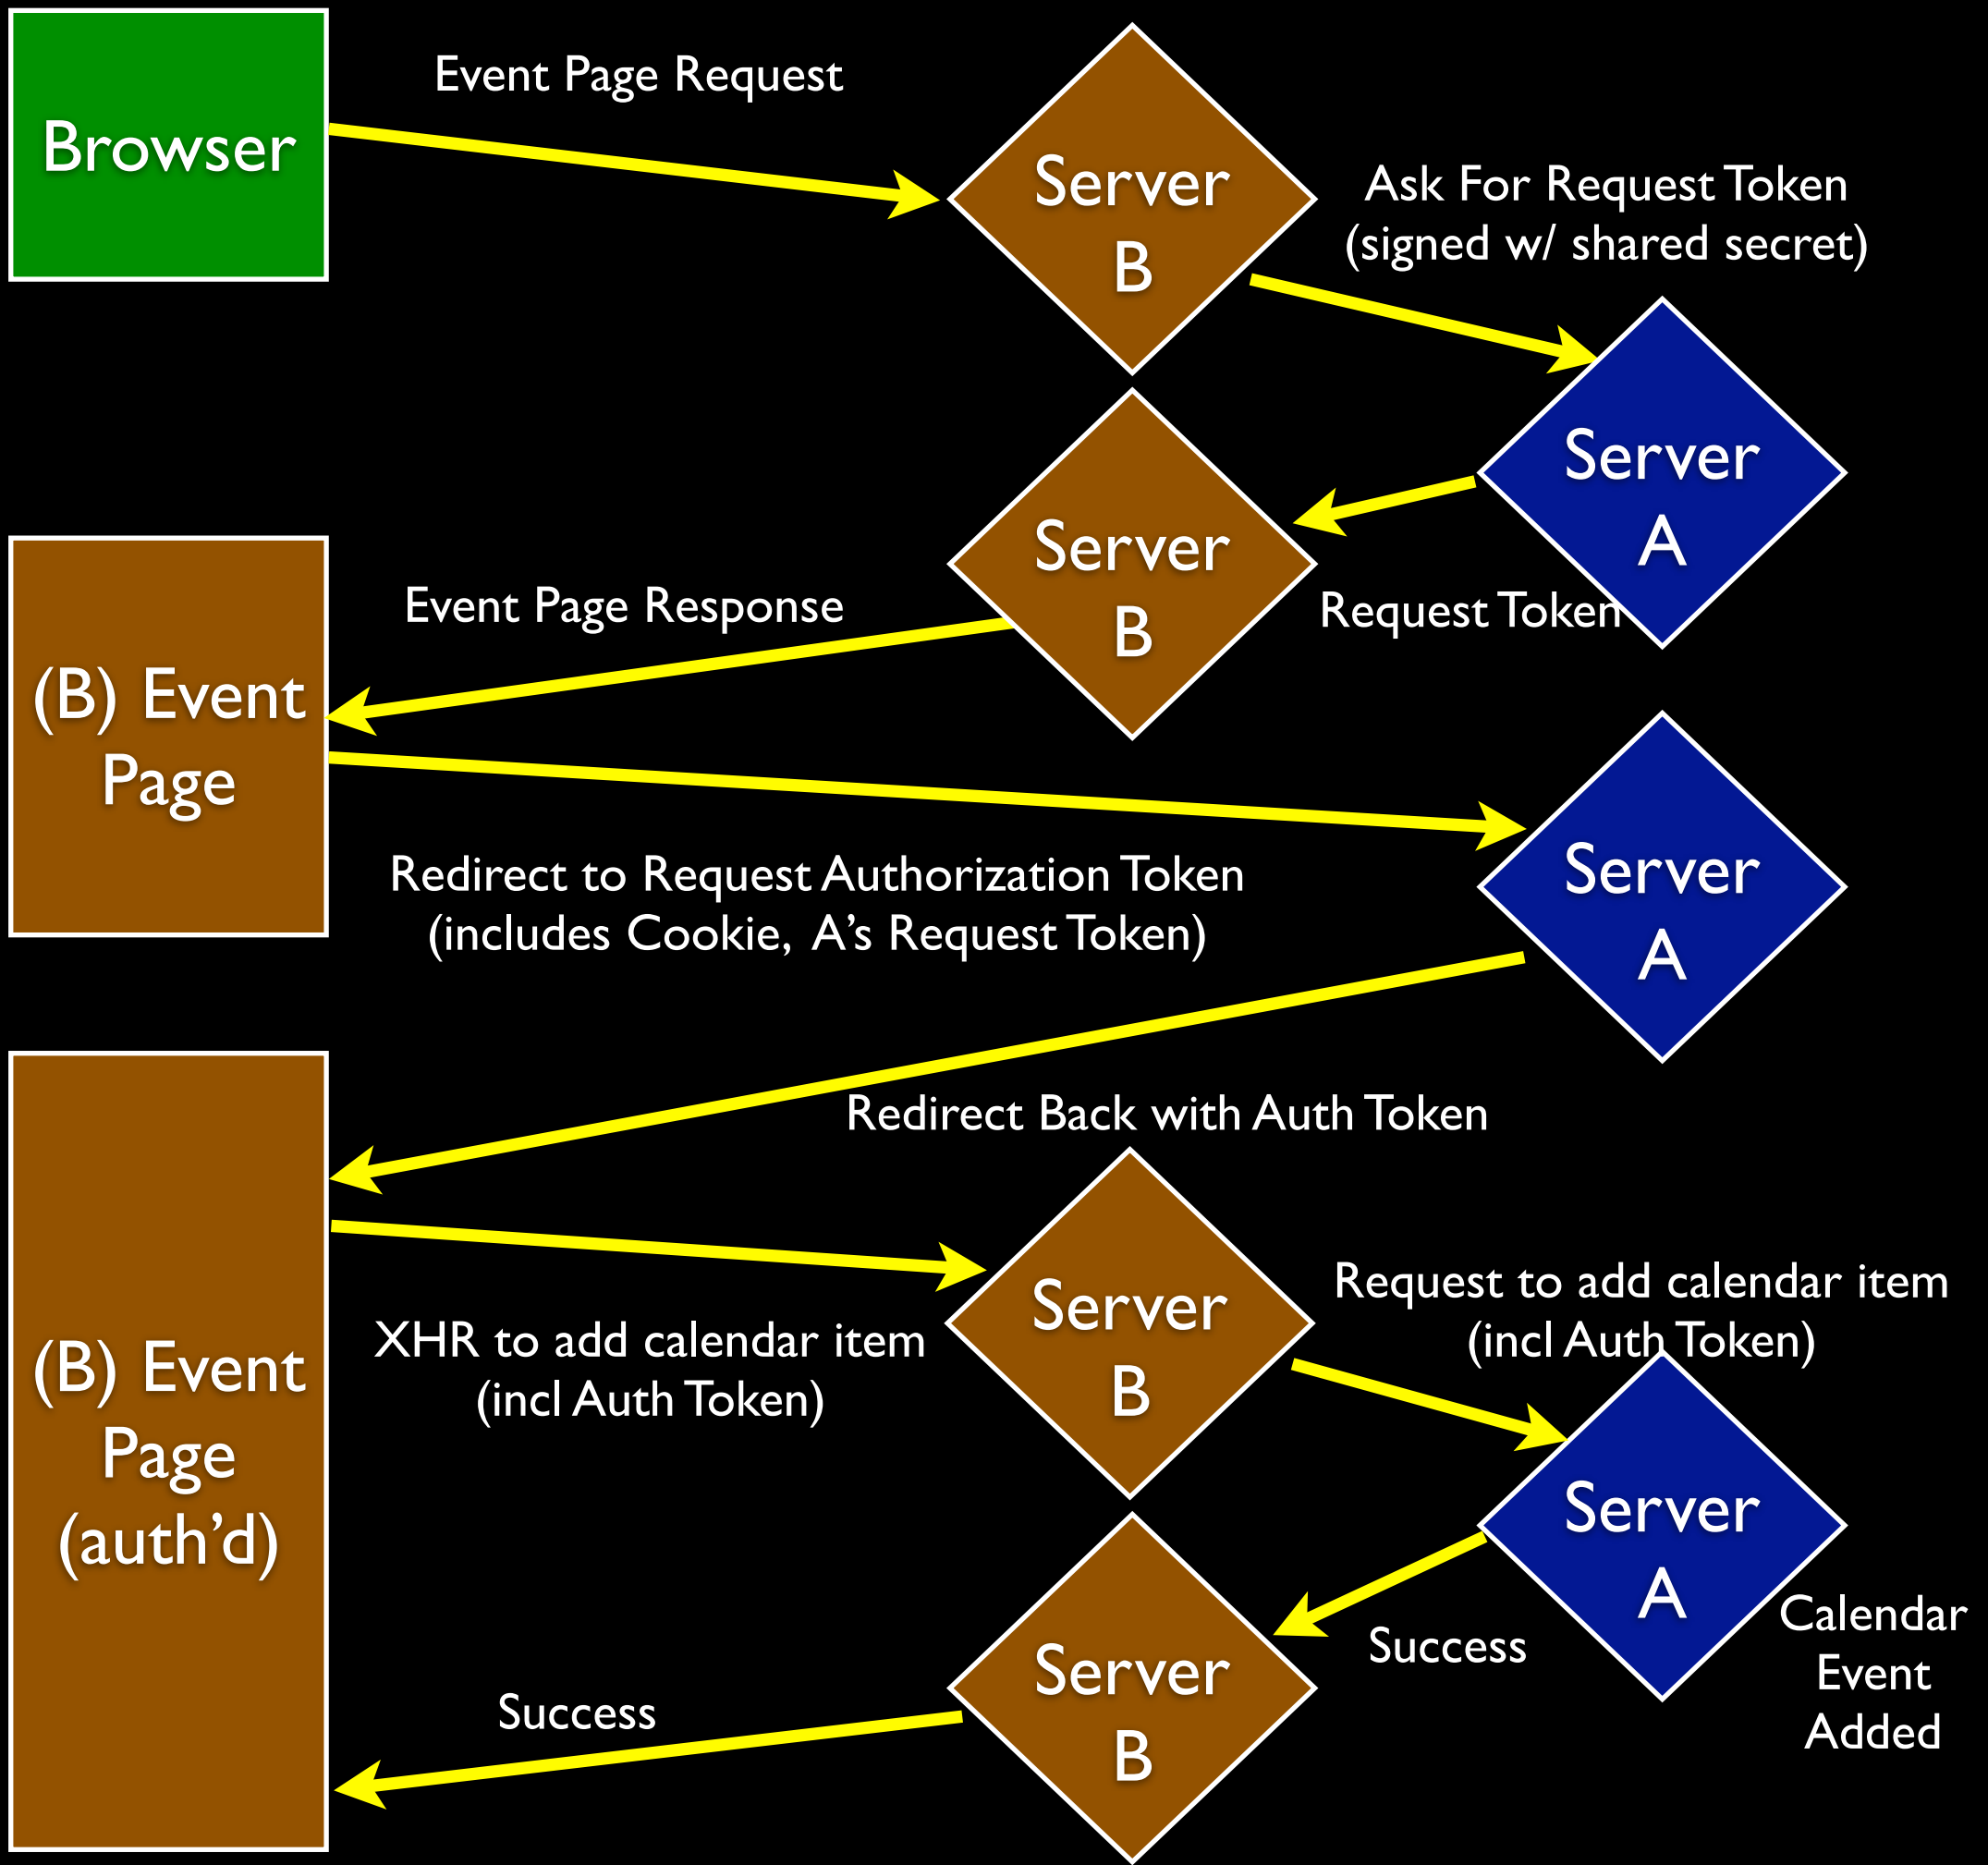 Browser
Event Page Request
Server
B
Ask For Request Token
(signed w/ shared secret)
Server
A
Server
B
Request Token
Event Page Response
(B) Event
Page
Redirect to Request Authorization Token
(includes Cookie, A’s Request Token)
Server
A
Redirect Back with Auth Token
(B) Event
Page
(auth’d)
XHR to add calendar item
(incl Auth Token)
Server
B
Request to add calendar item
(incl Auth Token)
Server
A
Calendar
Event
Added
Success
Server
B
Success